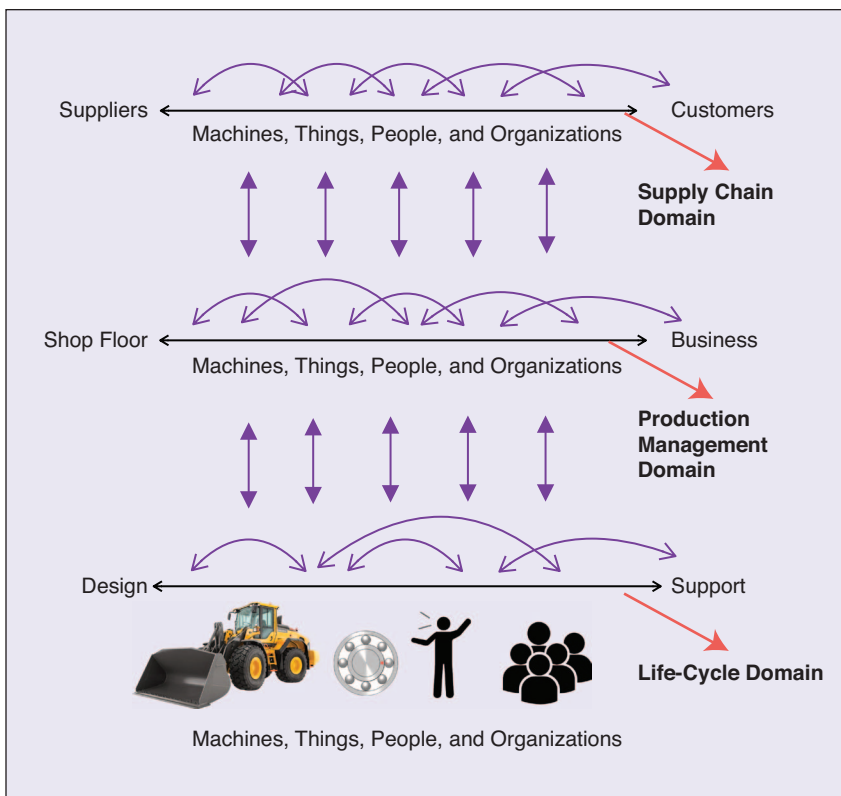 Suppliers
Customers
Machines, Things, People, and Organizations
Supply Chain
Domain
Shop Floor
Business
Machines, Things, People, and Organizations
Production
Management
Domain
Design
Support
Life-Cycle Domain
Machines, Things, People, and Organizations